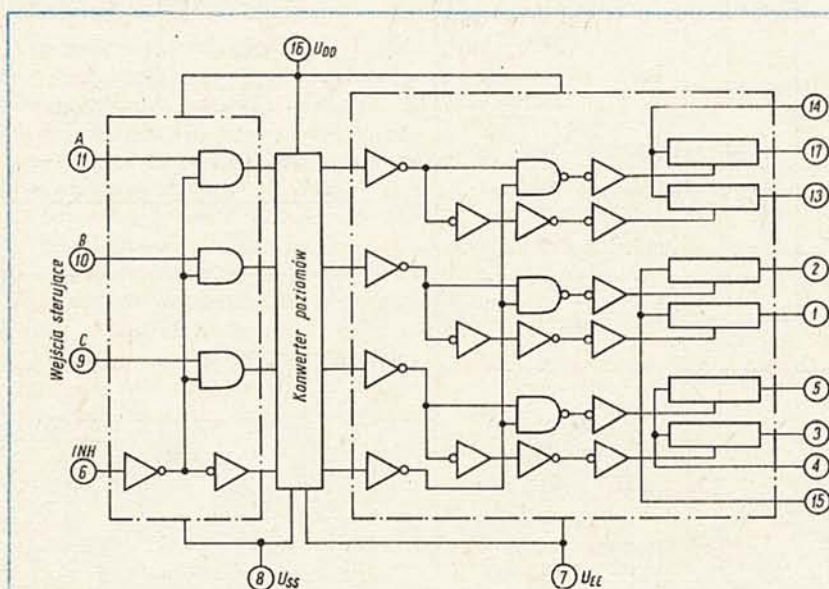 16 U_DD
14
A
11
17
13
B
10
2
1
Wejścia sterujące
Konwerter poziomów
C
9
5
3
INH
6
4
15
8 U_SS
7 U_EE